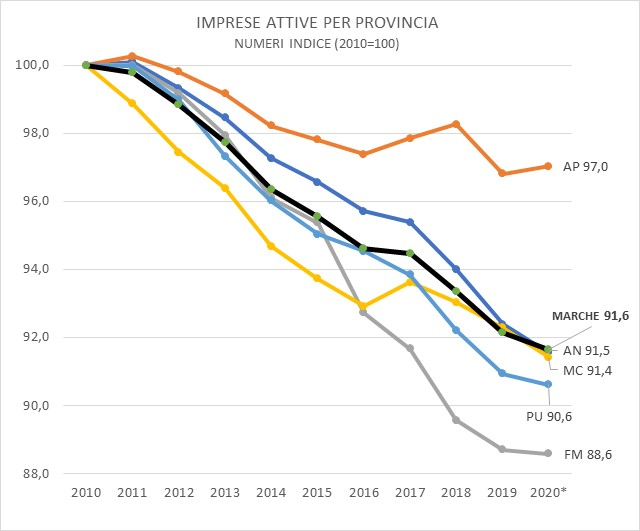 IMPRESE ATTIVE PER PROVINCIA
NUMERI INDICE (2010=100)
100,0
98,0
AP 97,0
96,0
94,0
MARCHE 91,6
92,0
AN 91,5
MC 91,4
90,0
PU 90,6
FM 88,6
88,0
2010 2011 2012 2013 2014 2015 2016 2017 2018 2019 2020*